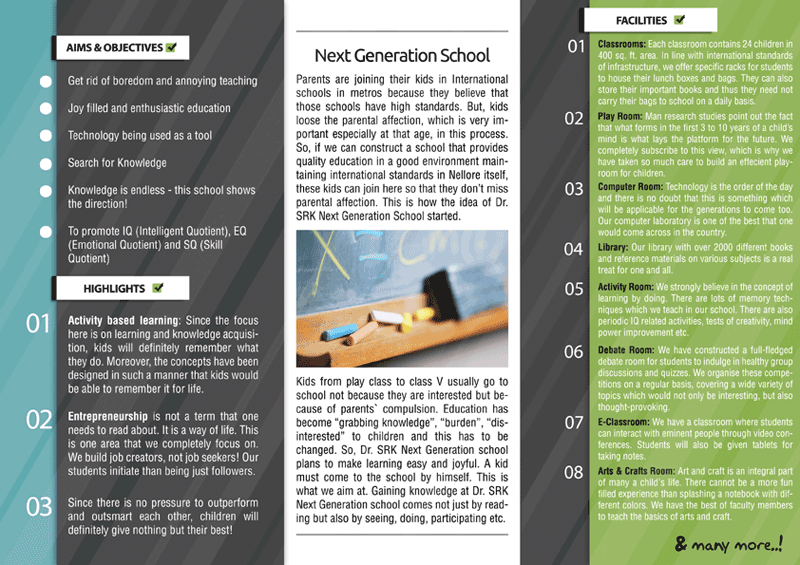 AIMS & OBJECTIVES
Get rid of boredom and annoying teaching
Joy filled and enthusiastic education
Technology being used as a tool
Search for Knowledge
Knowledge is endless - this school shows
the direction!
To promote IQ (Intelligent Quotient), EQ
(Emotional Quotient) and SQ (Skill
Quotient)
HIGHLIGHTS
01
Activity based learning: Since the focus
here is on learning and knowledge acquisi-
tion, kids will definitely remember what
they do. Moreover, the concepts have been
designed in such a manner that kids would
be able to remember it for life.
02
Entrepreneurship is not a term that one
needs to read about. It is a way of life. This
is one area that we completely focus on.
We build job creators, not job seekers! Our
students initiate than being just followers.
03
Since there is no pressure to outperform
and outsmart each other, children will
definitely give nothing but their best!
Next Generation School
Parents are joining their kids in International
schools in metros because they believe that
those schools have high standards. But, kids
loose the parental affection, which is very im-
portant especially at that age, in this process.
So, if we can construct a school that provides
quality education in a good environment main-
taining international standards in Nellore itself,
these kids can join here so that they don't miss
parental affection. This is how the idea of Dr.
SRK Next Generation School started.
Kids from play class to class V usually go to
school not because they are interested but be-
cause of parents` compulsion. Education has
become "grabbing knowledge", "burden", "dis-
interested" to children and this has to be
changed. So, Dr. SRK Next Generation school
plans to make learning easy and joyful. A kid
must come to the school by himself. This is
what we aim at. Gaining knowledge at Dr. SRK
Next Generation school comes not just by read-
ing but also by seeing, doing, participating etc.
FACILITIES
01
Classrooms: Each classroom contains 24 children in
400 sq. ft. area. In line with international standards
of infrastructure, we offer specific racks for students
to house their lunch boxes and bags. They can also
store their important books and thus they need not
carry their bags to school on a daily basis.
02
Play Room: Man research studies point out the fact
that what forms in the first 3 to 10 years of a child's
mind is what lays the platform for the future. We
completely subscribe to this view, which is why we
have taken so much care to build an effecient play-
room for children.
03
Computer Room: Technology is the order of the day
and there is no doubt that this is something which
will be applicable for the generations to come too.
Our computer laboratory is one of the best that one
would come across in the country.
04
Library: Our library with over 2000 different books
and reference materials on various subjects is a real
treat for one and all.
05
Activity Room: We strongly believe in the concept of
learning by doing. There are lots of memory tech-
niques which we teach in our school. There are also
periodic IQ related activities, tests of creativity, mind
power improvement etc.
06
Debate Room: We have constructed a full-fledged
debate room for students to indulge in healthy group
discussions and quizzes. We organise these compe-
titions on a regular basis, covering a wide variety of
topics which would not only be interesting, but also
thought-provoking.
07
E-Classroom: We have a classroom where students
can interact with eminent people through video con-
ferences. Students will also be given tablets for
taking notes.
08
Arts & Crafts Room: Art and craft is an integral part
of many a child's life. There cannot be a more fun
filled experience than splashing a notebook with dif-
ferent colors. We have the best of faculty members
to teach the basics of arts and craft.
& many more..!